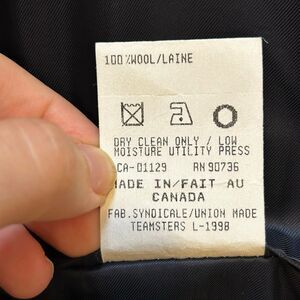 100%WOOL/LAINE
DRY CLEAN ONLY / LOW
MOISTURE UTILITY PRESS
CA-01129 RN 90736
MADE IN/FAIT AU
CANADA
FAB.SYNDICALE/UNION MADE
TEAMSTERS L-1998